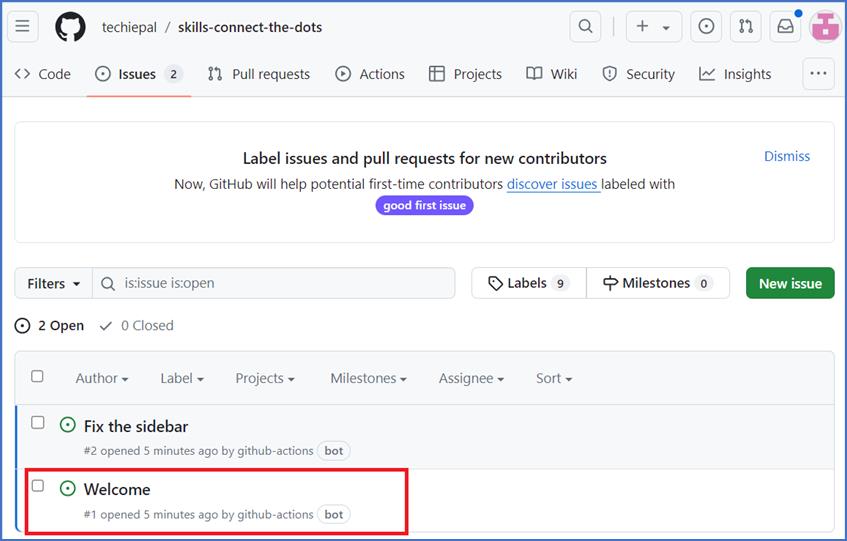 techiepal / skills-connect-the-dots
Code Issues 2 Pull requests Actions Projects Wiki Security Insights
Label issues and pull requests for new contributors
Dismiss
Now, GitHub will help potential first-time contributors discover issues labeled with
good first issue
Filters is:issue is:open Labels 9 Milestones 0 New issue
2 Open 0 Closed
Author Label Projects Milestones Assignee Sort
Fix the sidebar
#2 opened 5 minutes ago by github-actions bot
Welcome
#1 opened 5 minutes ago by github-actions bot